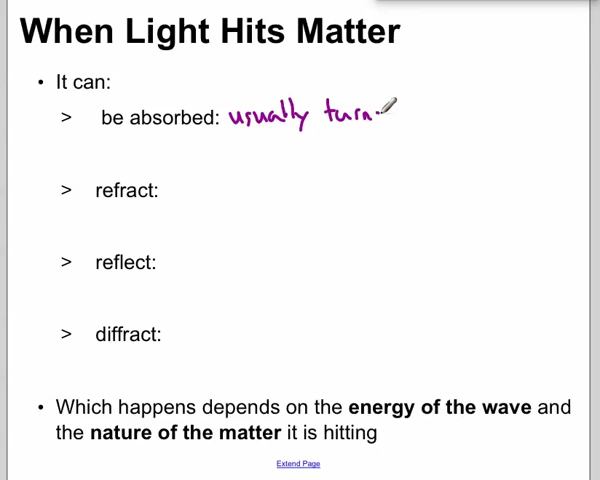 When Light Hits Matter
• It can:
> be absorbed: usually turn
> refract:
> reflect:
> diffract:
• Which happens depends on the energy of the wave and
the nature of the matter it is hitting
Extend Page